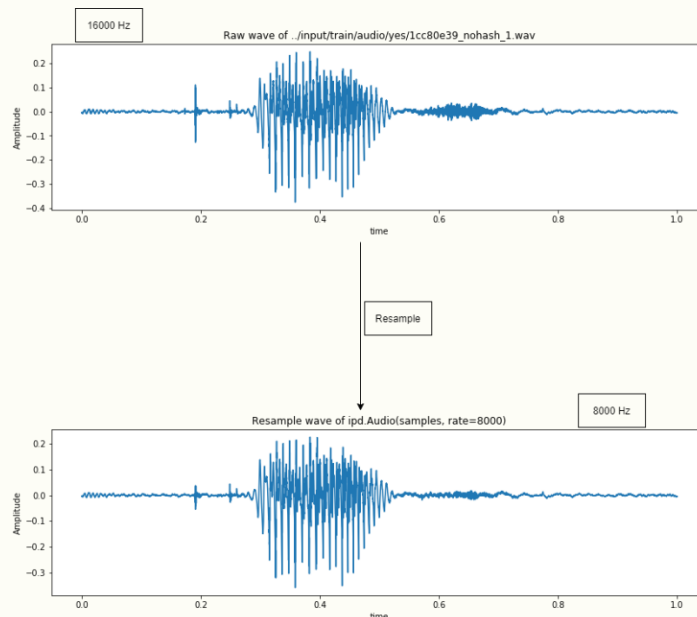 16000 Hz
Raw wave of ../input/train/audio/yes/1cc80e39_nohash_1.wav
Amplitude
0.2
0.1
0.0
−0.1
−0.2
−0.3
−0.4
0.0 0.2 0.4 0.6 0.8 1.0
time
Resample
8000 Hz
Resample wave of ipd.Audio(samples, rate=8000)
Amplitude
0.2
0.1
0.0
−0.1
−0.2
−0.3
0.0 0.2 0.4 0.6 0.8 1.0
time